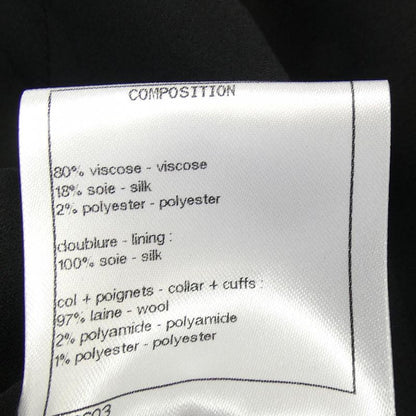 COMPOSITION
80% viscose - viscose
18% soie - silk
2% polyester - polyester
doublure - lining :
100% soie - silk
col + poignets - collar + cuffs :
97% laine - wool
2% polyamide - polyamide
1% polyester - polyester